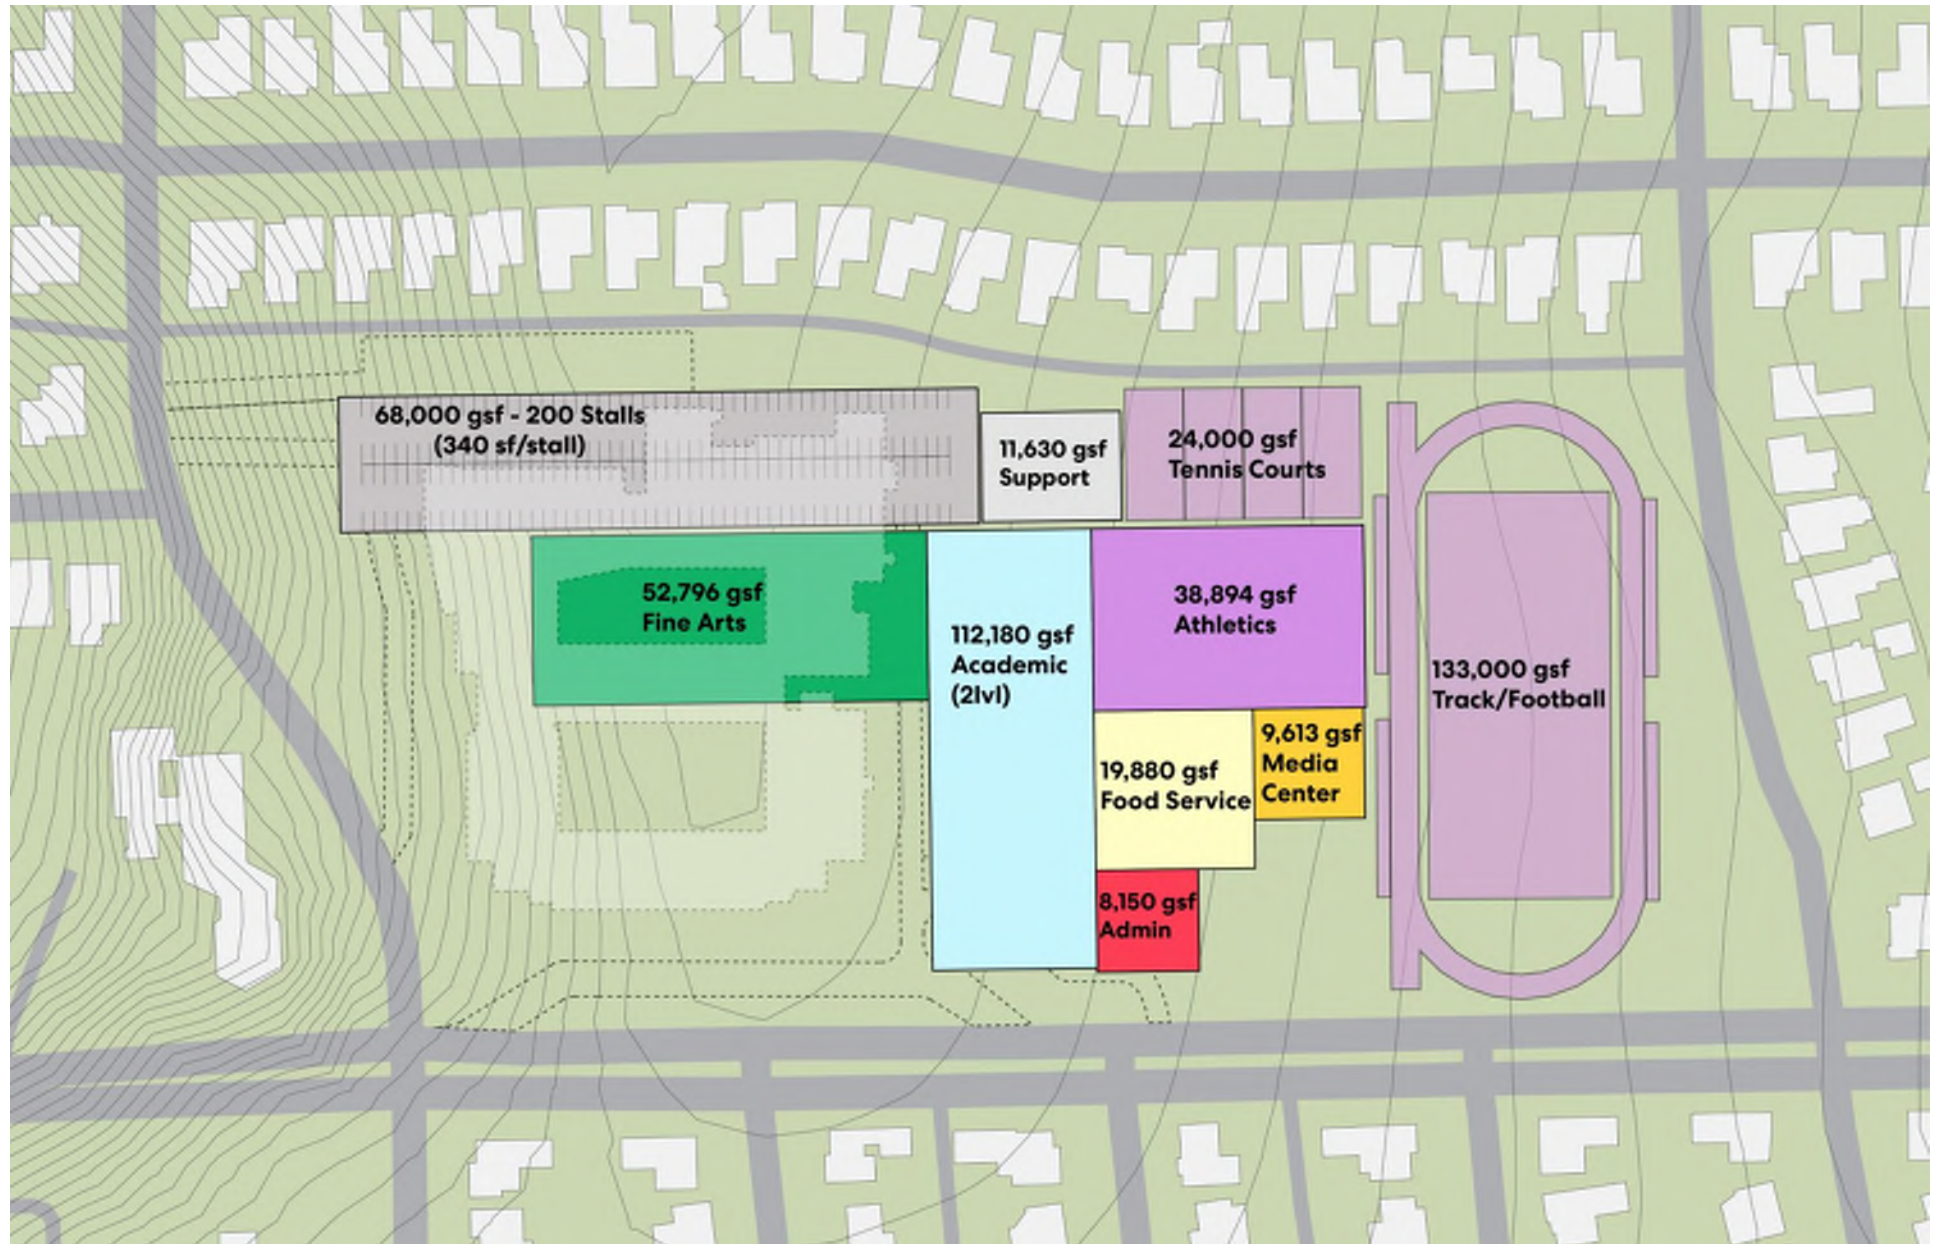 68,000 gsf - 200 Stalls
(340 sf/stall)
11,630 gsf
Support
24,000 gsf
Tennis Courts
52,796 gsf
Fine Arts
112,180 gsf
Academic
(2lvl)
38,894 gsf
Athletics
133,000 gsf
Track/Football
19,880 gsf
Food Service
9,613 gsf
Media
Center
8,150 gsf
Admin